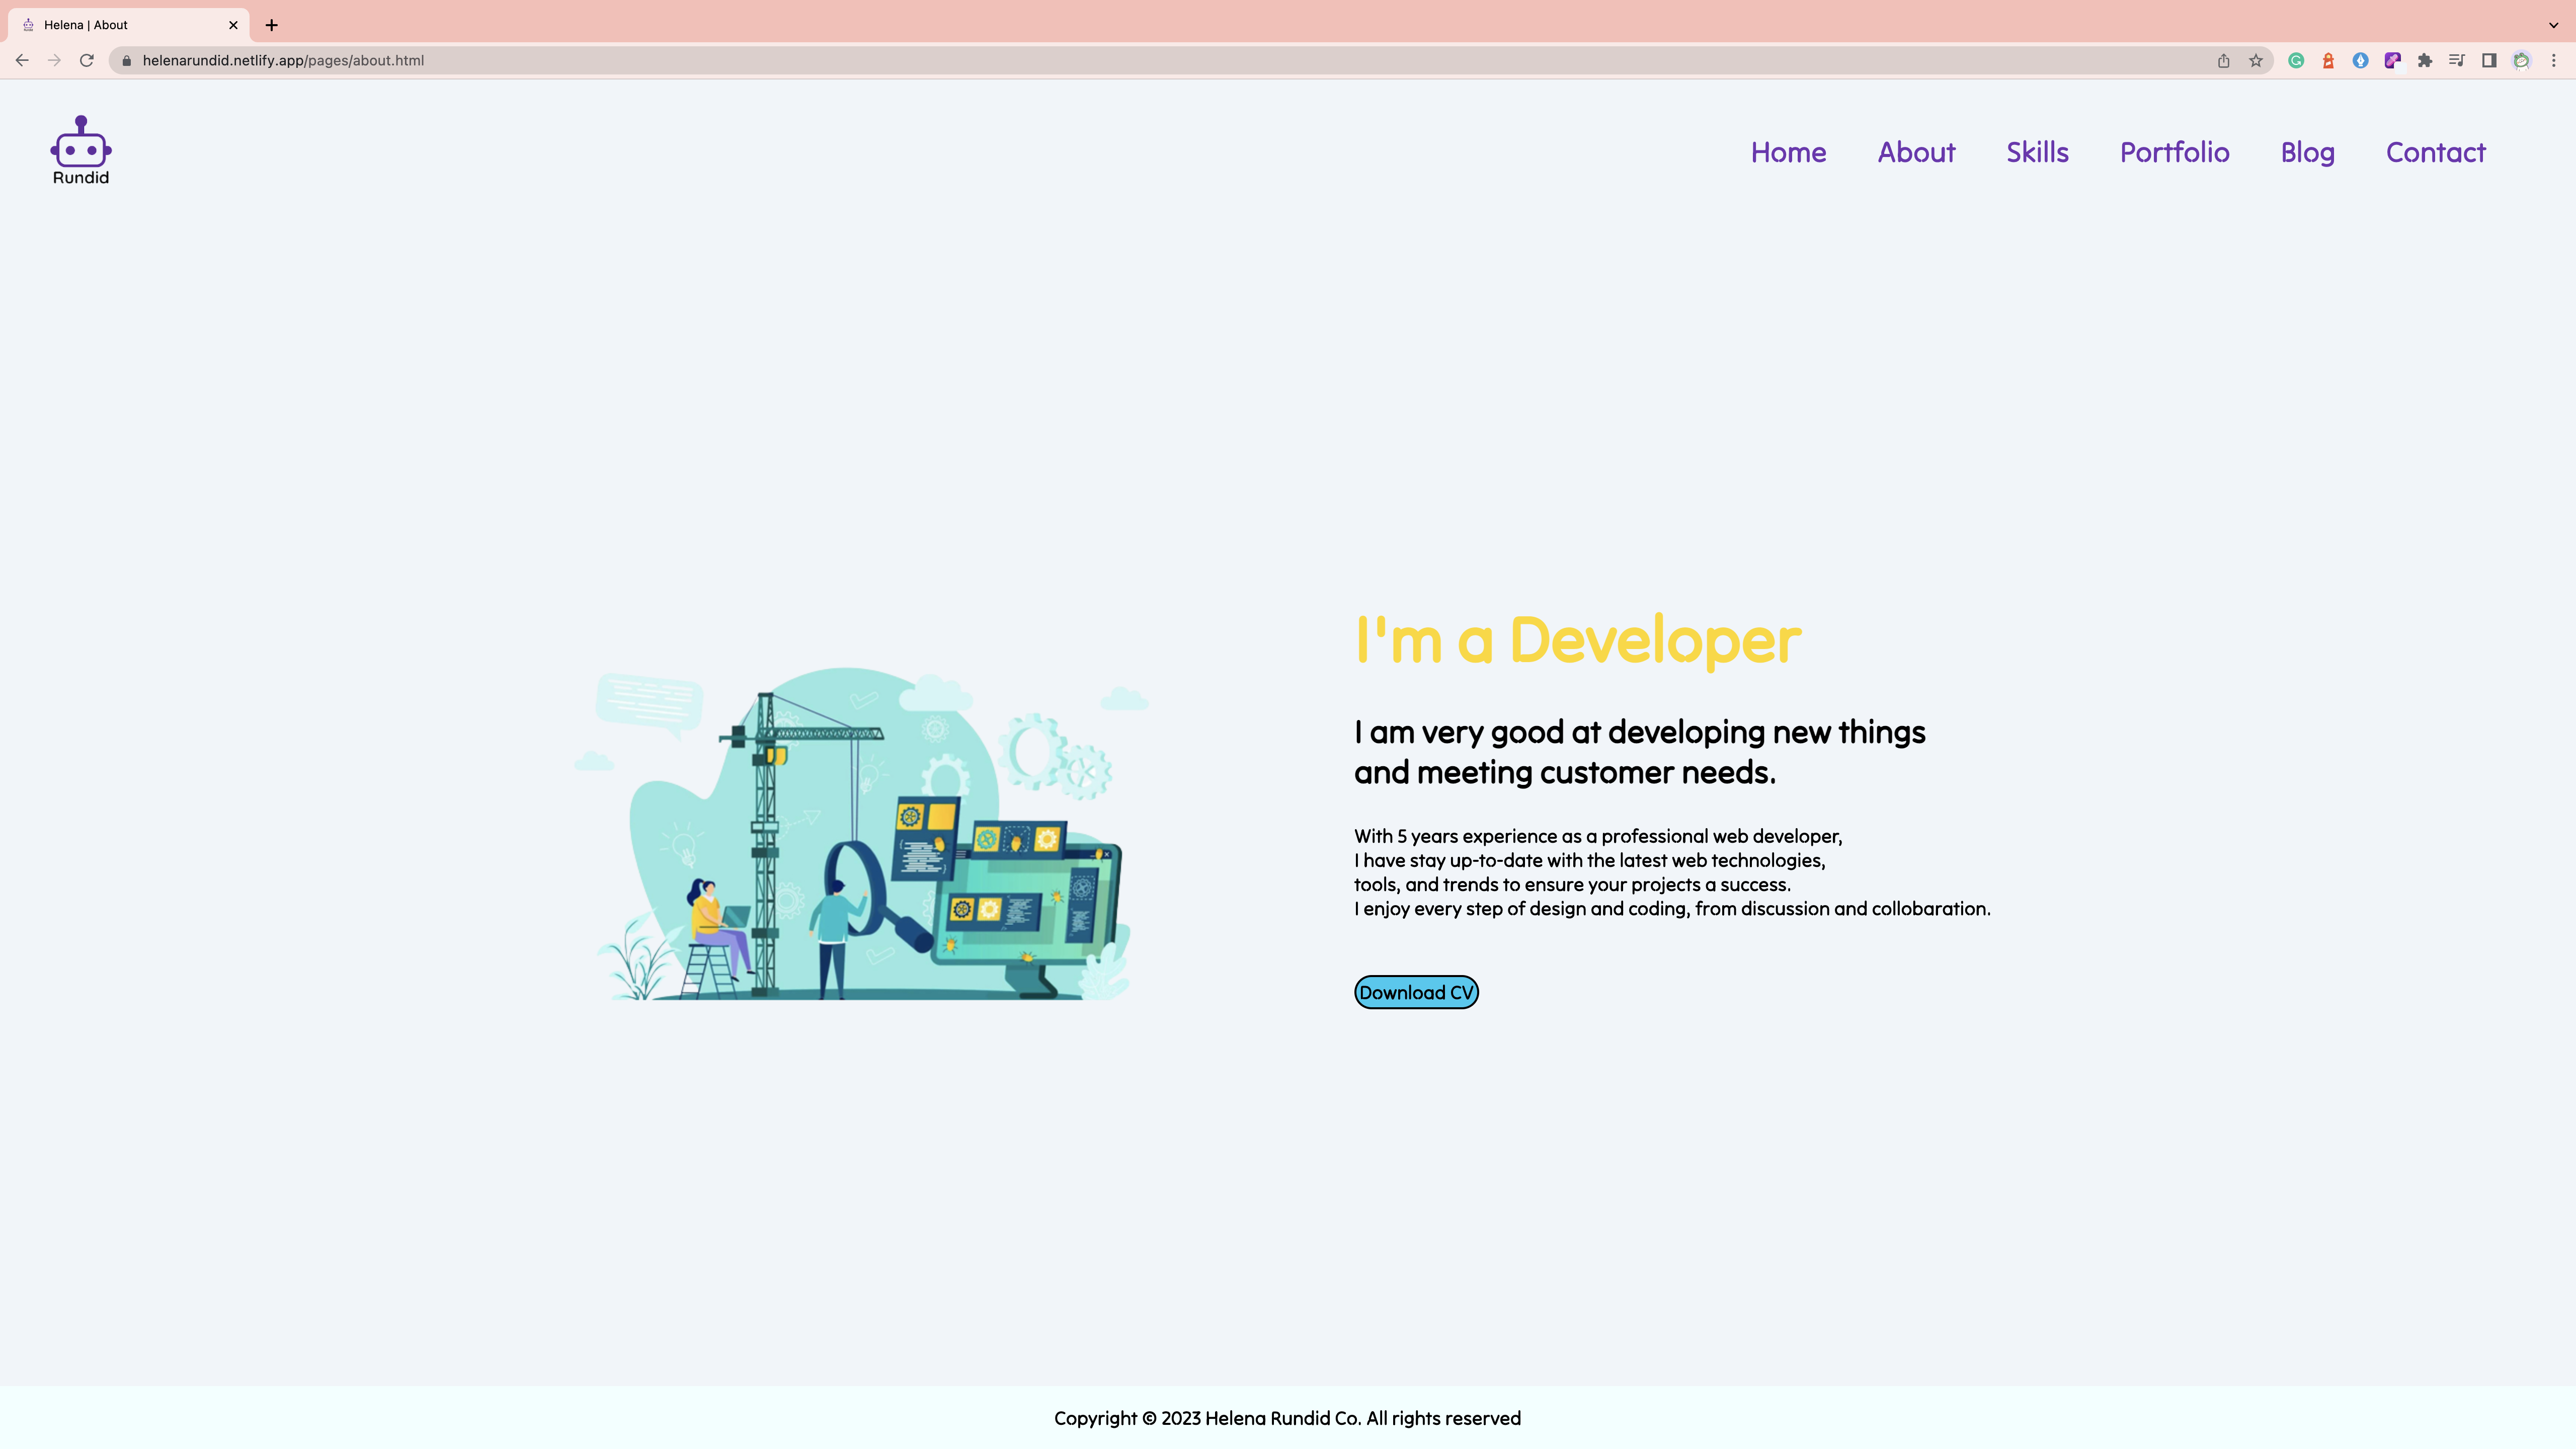 Helena | About
helenarundid.netlify.app/pages/about.html
Rundid
Home About Skills Portfolio Blog Contact
I'm a Developer
I am very good at developing new things
and meeting customer needs.
With 5 years experience as a professional web developer,
I have stay up-to-date with the latest web technologies,
tools, and trends to ensure your projects a success.
I enjoy every step of design and coding, from discussion and collobaration.
Download CV
Copyright © 2023 Helena Rundid Co. All rights reserved